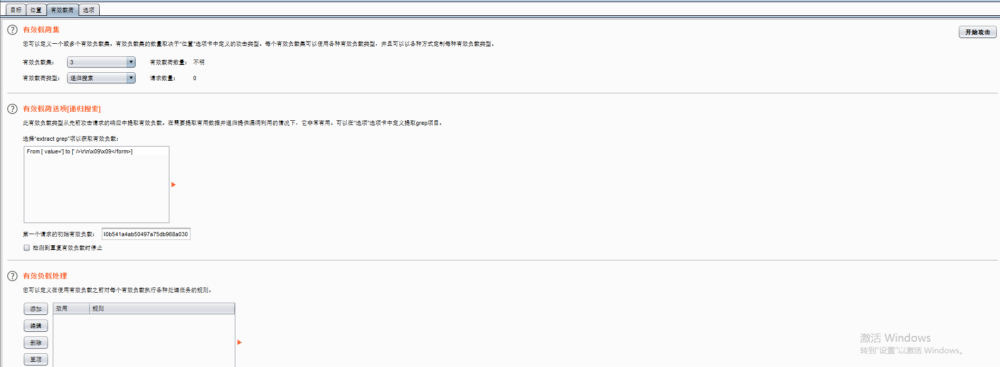 目标 位置 有效载荷 选项
有效载荷集
开始攻击
您可以定义一个或多个有效负载集。有效负载集的数量取决于“位置”选项卡中定义的攻击类型。每个有效负载集可以使用各种有效负载类型，并且可以以各种方式定制每种有效负载类型。
有效负载集： 3 有效载荷数量： 不明
有效载荷类型： 递归搜索 请求数量： 0
有效载荷选项[递归搜索]
此有效负载类型从先前攻击请求的响应中提取有效负载。在需要提取有用数据并递归提供漏洞利用的情况下，它非常有用。可以在“选项”选项卡中定义提取grep项目。
选择“extract grep”项以获取有效负载：
From [ value='] to [' />\r\n\x09\x09</form>]
第一个请求的初始有效负载： 40b541a4ab50497a75db968a030
检测到重复有效负载时停止
有效负载处理
您可以定义在使用有效负载之前对每个有效负载执行各种处理任务的规则。
添加 效用 规则
编辑
删除
至项
激活 Windows
转到“设置”以激活 Windows。